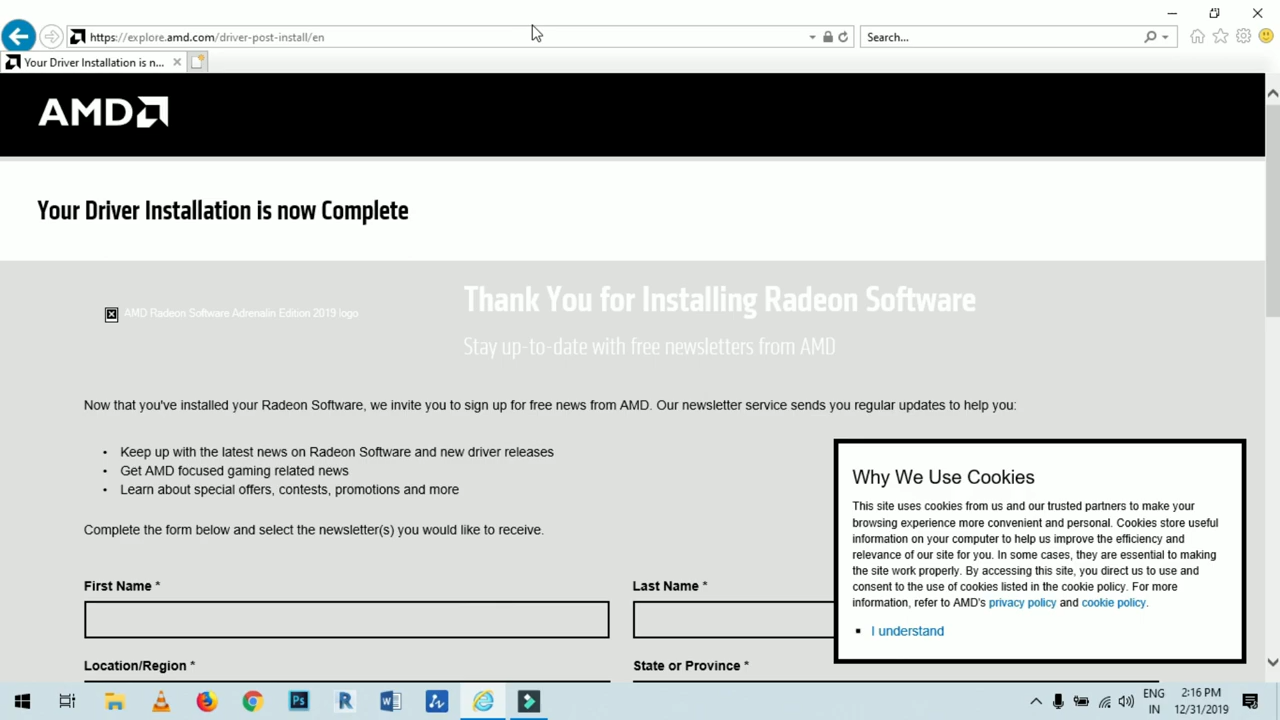 https://explore.amd.com/driver-post-install/en
Search...
Your Driver Installation is n...
AMD
Your Driver Installation is now Complete
AMD Radeon Software Adrenalin Edition 2019 logo
Thank You for Installing Radeon Software
Stay up-to-date with free newsletters from AMD
Now that you've installed your Radeon Software, we invite you to sign up for free news from AMD. Our newsletter service sends you regular updates to help you:
• Keep up with the latest news on Radeon Software and new driver releases
• Get AMD focused gaming related news
• Learn about special offers, contests, promotions and more
Complete the form below and select the newsletter(s) you would like to receive.
First Name *
Last Name *
Location/Region *
State or Province *
Why We Use Cookies
This site uses cookies from us and our trusted partners to make your
browsing experience more convenient and personal. Cookies store useful
information on your computer to help us improve the efficiency and
relevance of our site for you. In some cases, they are essential to making
the site work properly. By accessing this site, you direct us to use and
consent to the use of cookies listed in the cookie policy. For more
information, refer to AMD's privacy policy and cookie policy.
▪ I understand
Ps
R
W
ENG
IN
2:16 PM
12/31/2019